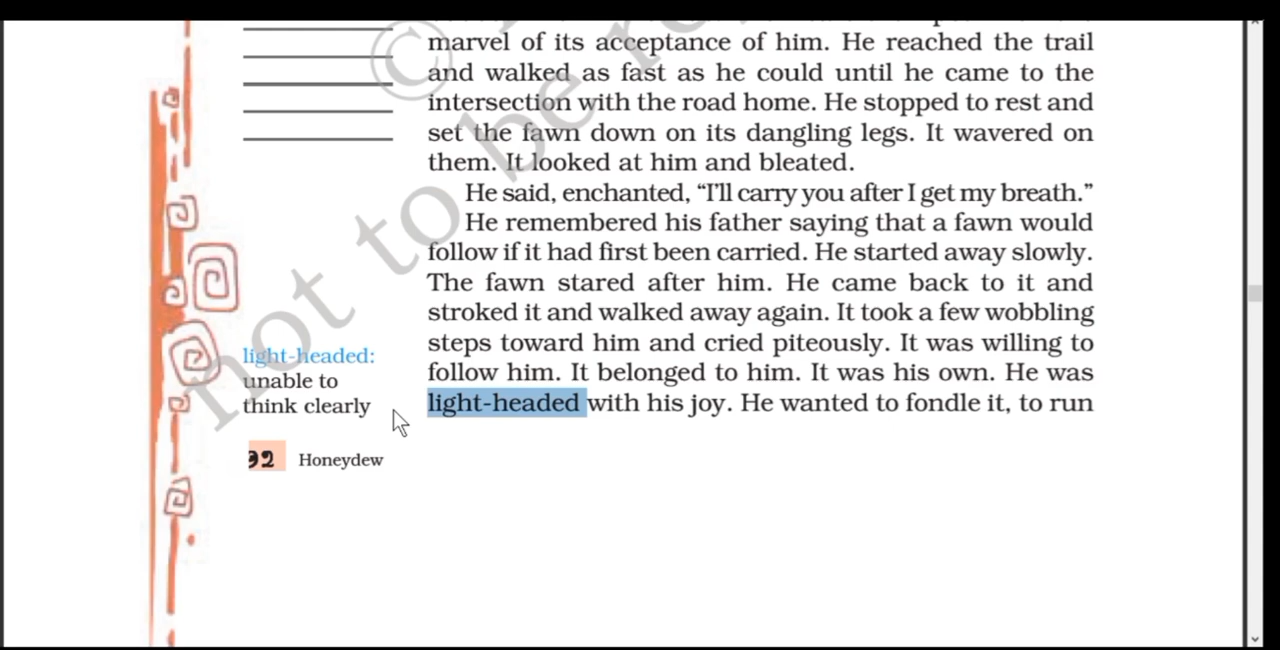 marvel of its acceptance of him. He reached the trail
and walked as fast as he could until he came to the
intersection with the road home. He stopped to rest and
set the fawn down on its dangling legs. It wavered on
them. It looked at him and bleated.
He said, enchanted, “I’ll carry you after I get my breath.”
He remembered his father saying that a fawn would
follow if it had first been carried. He started away slowly.
The fawn stared after him. He came back to it and
stroked it and walked away again. It took a few wobbling
steps toward him and cried piteously. It was willing to
follow him. It belonged to him. It was his own. He was
light-headed with his joy. He wanted to fondle it, to run
light-headed:
unable to
think clearly
92 Honeydew
©
not to be re